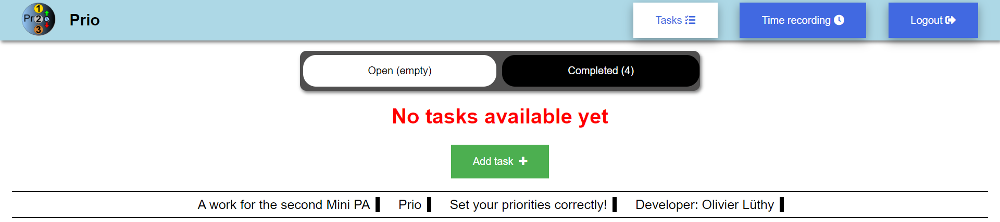 Pr 1 2 3
Prio
Tasks
Time recording
Logout
Open (empty)
Completed (4)
No tasks available yet
Add task
A work for the second Mini PA
Prio
Set your priorities correctly!
Developer: Olivier Lüthy